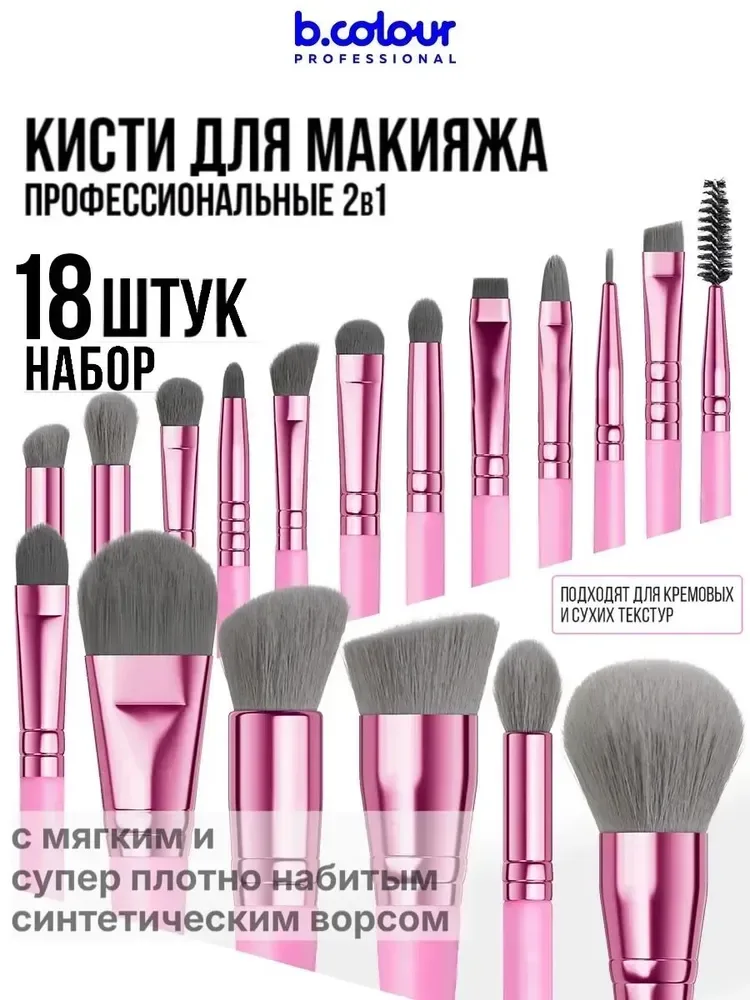 b.colour
PROFESSIONAL
КИСТИ ДЛЯ МАКИЯЖА
ПРОФЕССИОНАЛЬНЫЕ 2в1
18 ШТУК
НАБОР
ПОДХОДЯТ ДЛЯ КРЕМОВЫХ
И СУХИХ ТЕКСТУР
с мягким и
супер плотно набитым
синтетическим ворсом